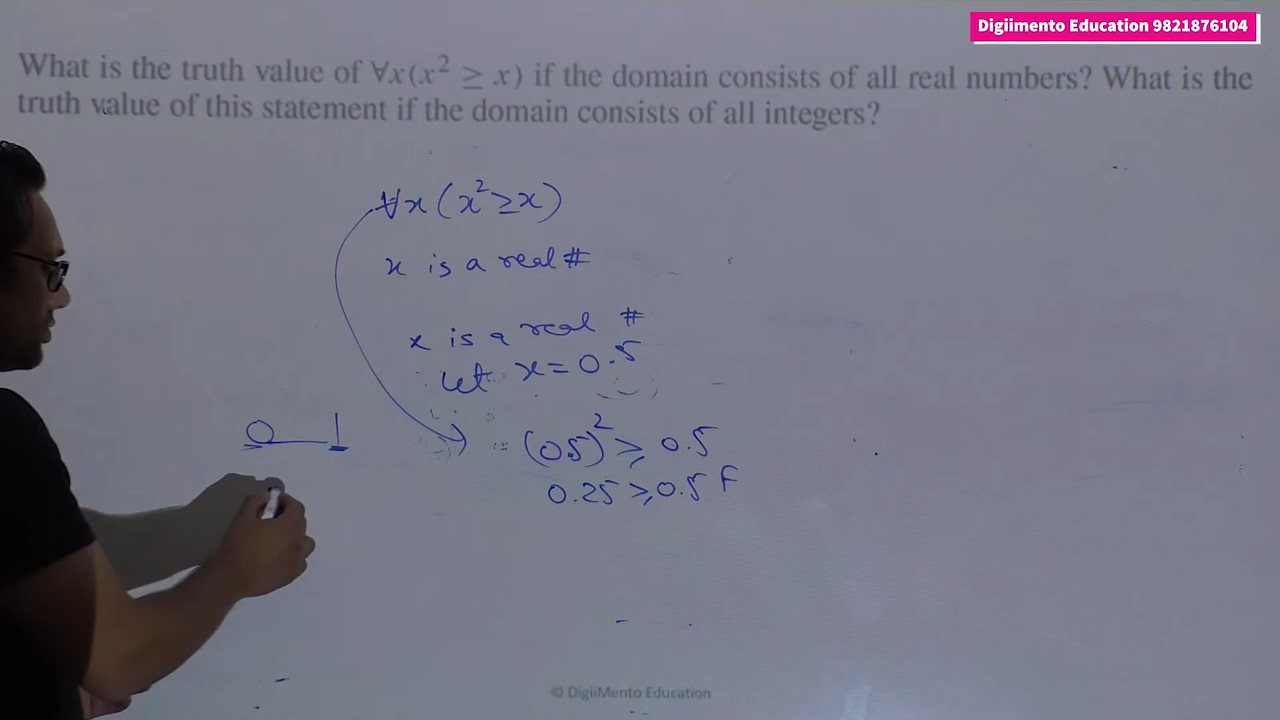 Digiimento Education 9821876104
What is the truth value of ∀x(x² ≥ x) if the domain consists of all real numbers? What is the
truth value of this statement if the domain consists of all integers?
∀x (x² ≥ x)
x is a real #
x is a real #
let x = 0.5
0 1
= (0.5)² ≥ 0.5
0.25 ≥ 0.5 F
© DigiiMento Education